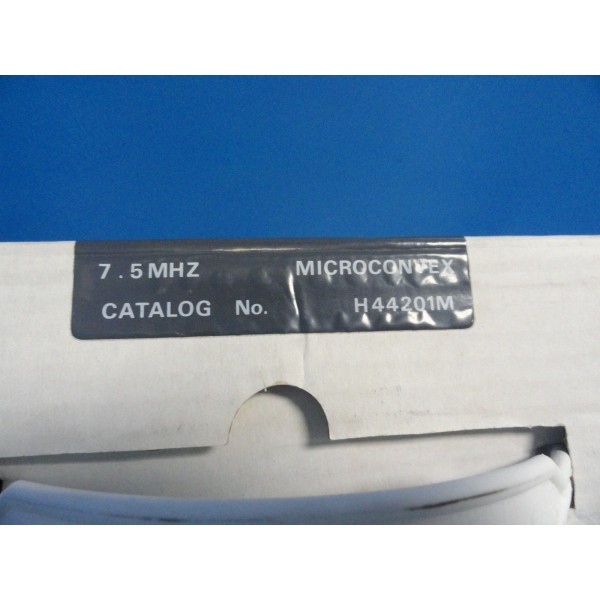 7.5MHZ MICROCONVEX
CATALOG No. H44201M